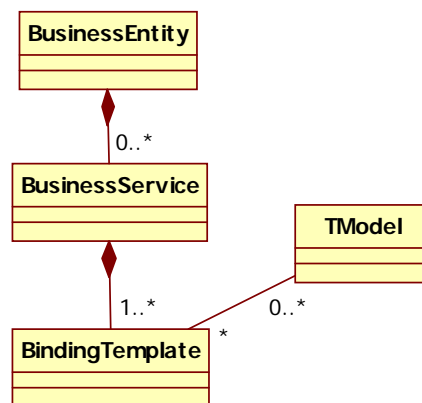 BusinessEntity
0..*
BusinessService
TModel
1..*
0..*
*
BindingTemplate